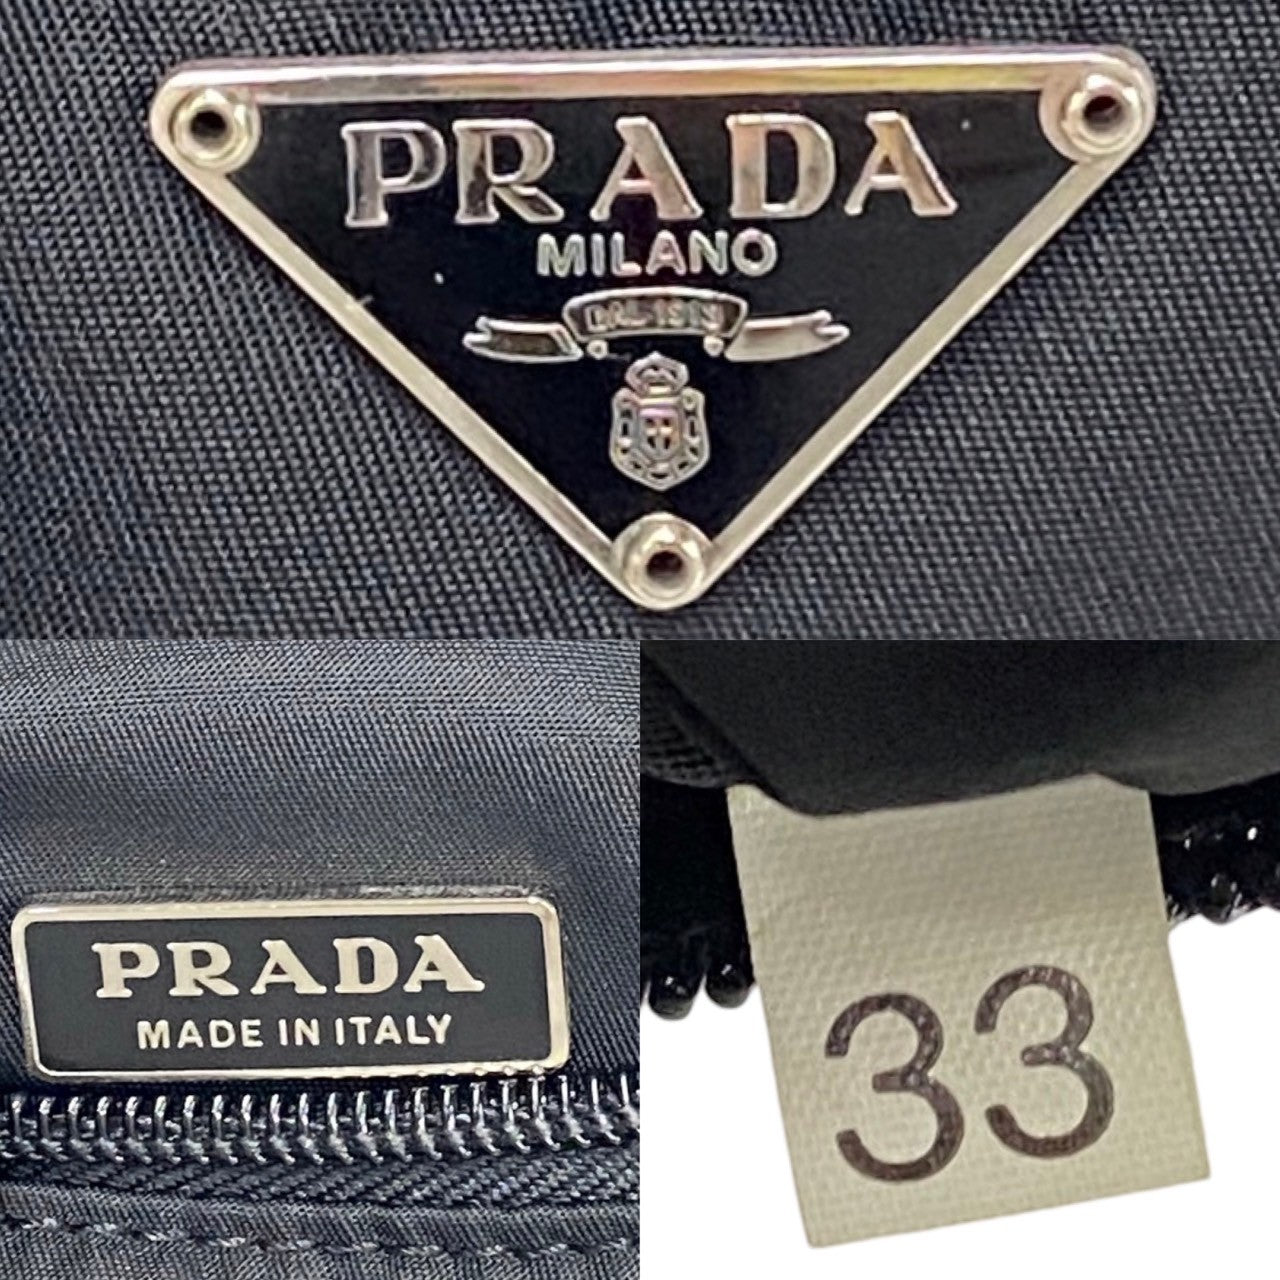 PRADA
MILANO
DAL 1913
PRADA
MADE IN ITALY
33